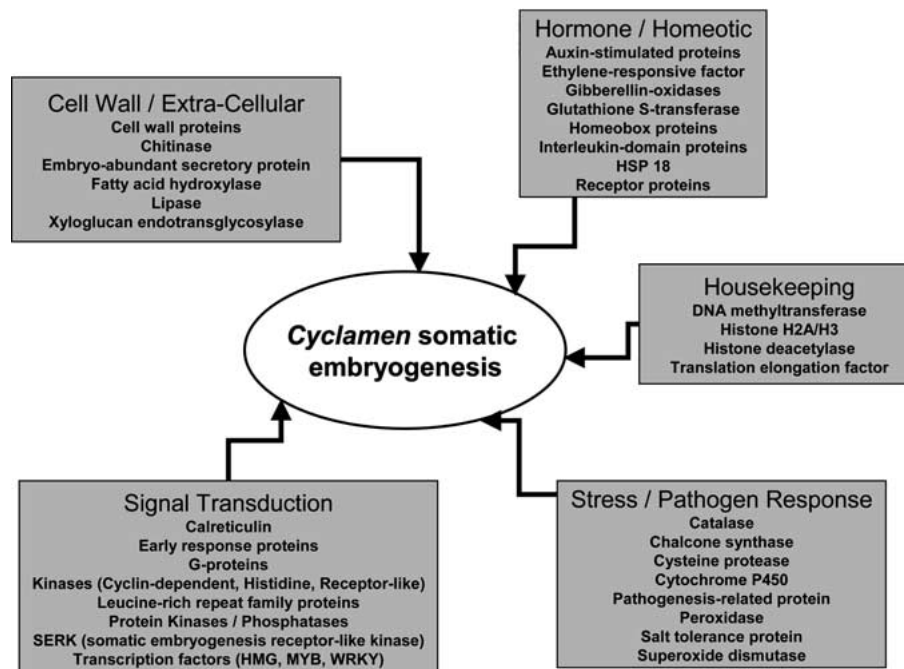 Hormone / Homeotic
Auxin-stimulated proteins
Ethylene-responsive factor
Gibberellin-oxidases
Glutathione S-transferase
Homeobox proteins
Interleukin-domain proteins
HSP 18
Receptor proteins
Cell Wall / Extra-Cellular
Cell wall proteins
Chitinase
Embryo-abundant secretory protein
Fatty acid hydroxylase
Lipase
Xyloglucan endotransglycosylase
Housekeeping
DNA methyltransferase
Histone H2A/H3
Histone deacetylase
Translation elongation factor
Cyclamen somatic
embryogenesis
Signal Transduction
Calreticulin
Early response proteins
G-proteins
Kinases (Cyclin-dependent, Histidine, Receptor-like)
Leucine-rich repeat family proteins
Protein Kinases / Phosphatases
SERK (somatic embryogenesis receptor-like kinase)
Transcription factors (HMG, MYB, WRKY)
Stress / Pathogen Response
Catalase
Chalcone synthase
Cysteine protease
Cytochrome P450
Pathogenesis-related protein
Peroxidase
Salt tolerance protein
Superoxide dismutase